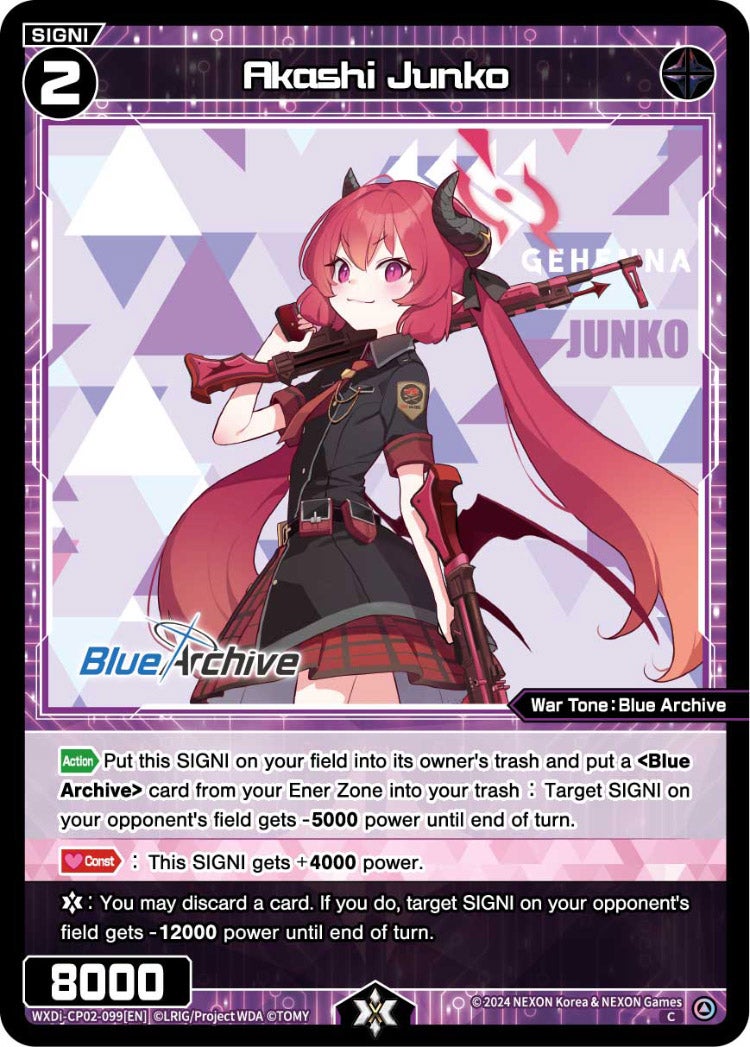 SIGNI
2
Akashi Junko
GEHENNA
JUNKO
Blue Archive
War Tone:Blue Archive
Action Put this SIGNI on your field into its owner's trash and put a <Blue
Archive> card from your Ener Zone into your trash : Target SIGNI on
your opponent's field gets -5000 power until end of turn.
Const : This SIGNI gets +4000 power.
: You may discard a card. If you do, target SIGNI on your opponent's
field gets -12000 power until end of turn.
8000
WXDi-CP02-099[EN] ©LRIG/Project WDA ©TOMY
©2024 NEXON Korea & NEXON Games
C